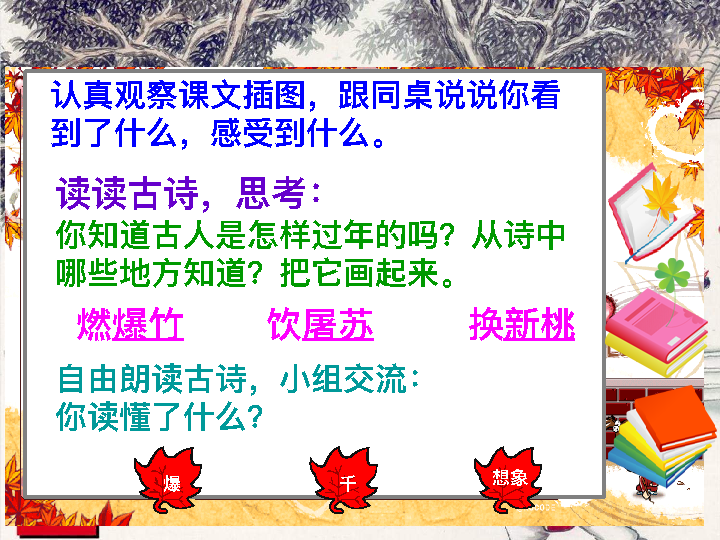 认真观察课文插图，跟同桌说说你看
到了什么，感受到什么。
读读古诗，思考：
你知道古人是怎样过年的吗？从诗中
哪些地方知道？把它画起来。
燃爆竹 饮屠苏 换新桃
自由朗读古诗，小组交流：
你读懂了什么？
爆 千 想象